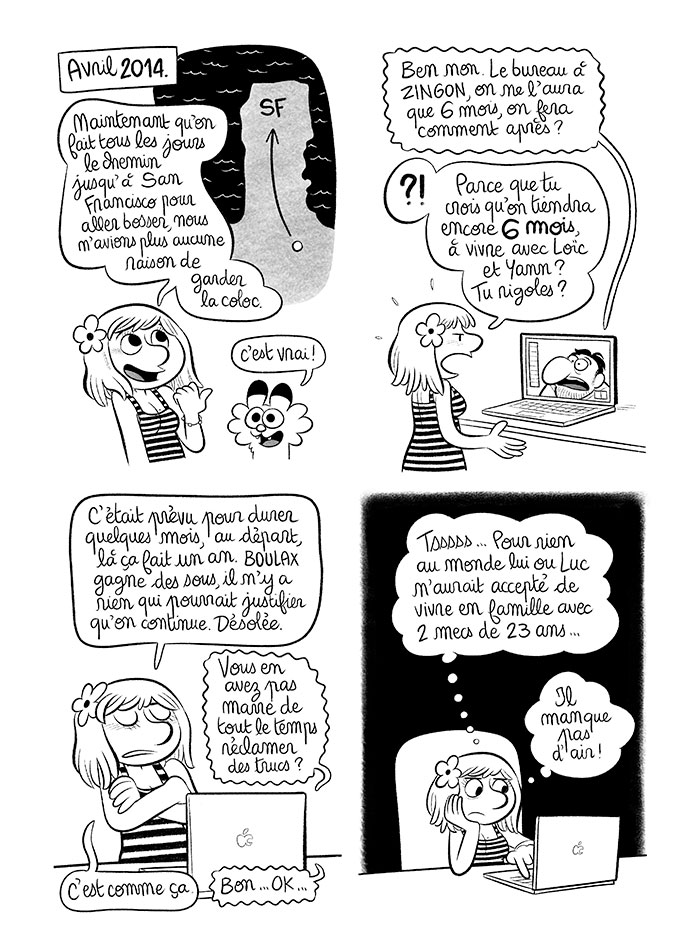 Avril 2014.
Maintenant qu'on
fait tous les jours
le chemin
jusqu'à San
Francisco pour
aller bosser, nous
n'avions plus aucune
raison de
garder
la coloc.
SF
c'est vrai!
Ben mon. Le bureau à
ZINGON, on ne l'aura
que 6 mois, on fera
comment après?
?!
Parce que tu
crois qu'on tiendra
encore 6 mois,
à vivre avec Loïc
et Yann?
Tu rigoles?
C'était prévu pour durer
quelques mois, au départ,
là ça fait un an. BOULAX
gagne des sous, il n'y a
rien qui pourrait justifier
qu'on continue. Désolée.
Vous en
avez pas
marre de
tout le temps
réclamer
des trucs?
C'est comme ça.
Bon...OK...
Tsssss... Pour rien
au monde lui ou Luc
n'aurait accepté de
vivre en famille avec
2 mecs de 23 ans...
Il
manque
pas
d'air!